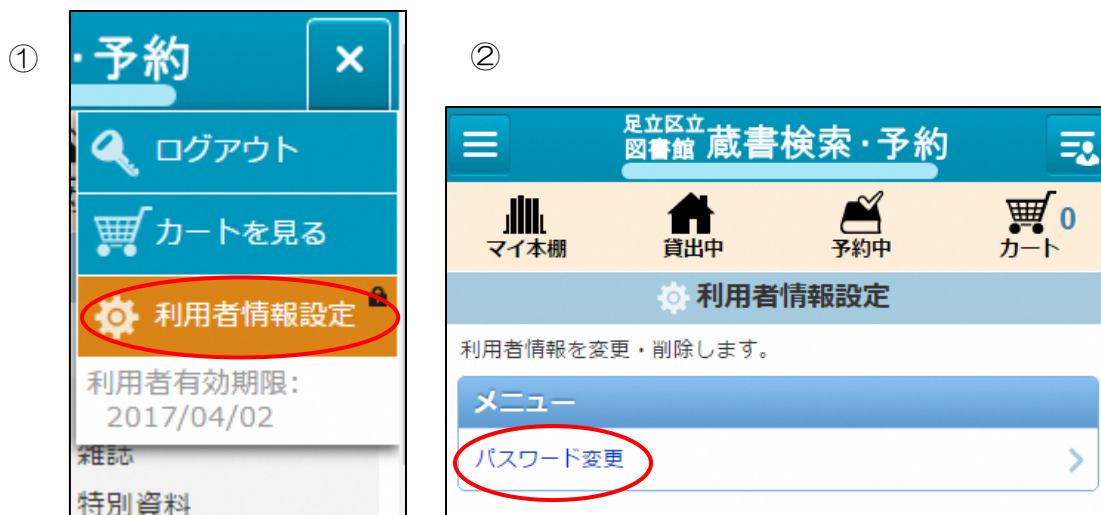 ①
・予約
×
ログアウト
カートを見る
利用者情報設定
利用者有効期限:
2017/04/02
雑誌
特別資料
②
足立区立
図書館 蔵書検索・予約
マイ本棚
貸出中
予約中
0
カート
利用者情報設定
利用者情報を変更・削除します。
メニュー
パスワード変更